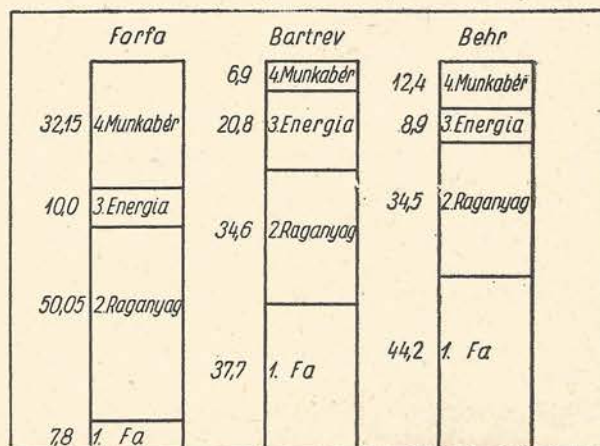 Forfa Bartrev Behr
6,9 4.Munkabér
12,4 4.Munkabér
32,15 4.Munkabér
20,8 3.Energia
8,9 3.Energia
10,0 3.Energia
34,6 2.Raganyag
34,5 2.Raganyag
50,05 2.Raganyag
37,7 1. Fa
44,2 1. Fa
7,8 1. Fa